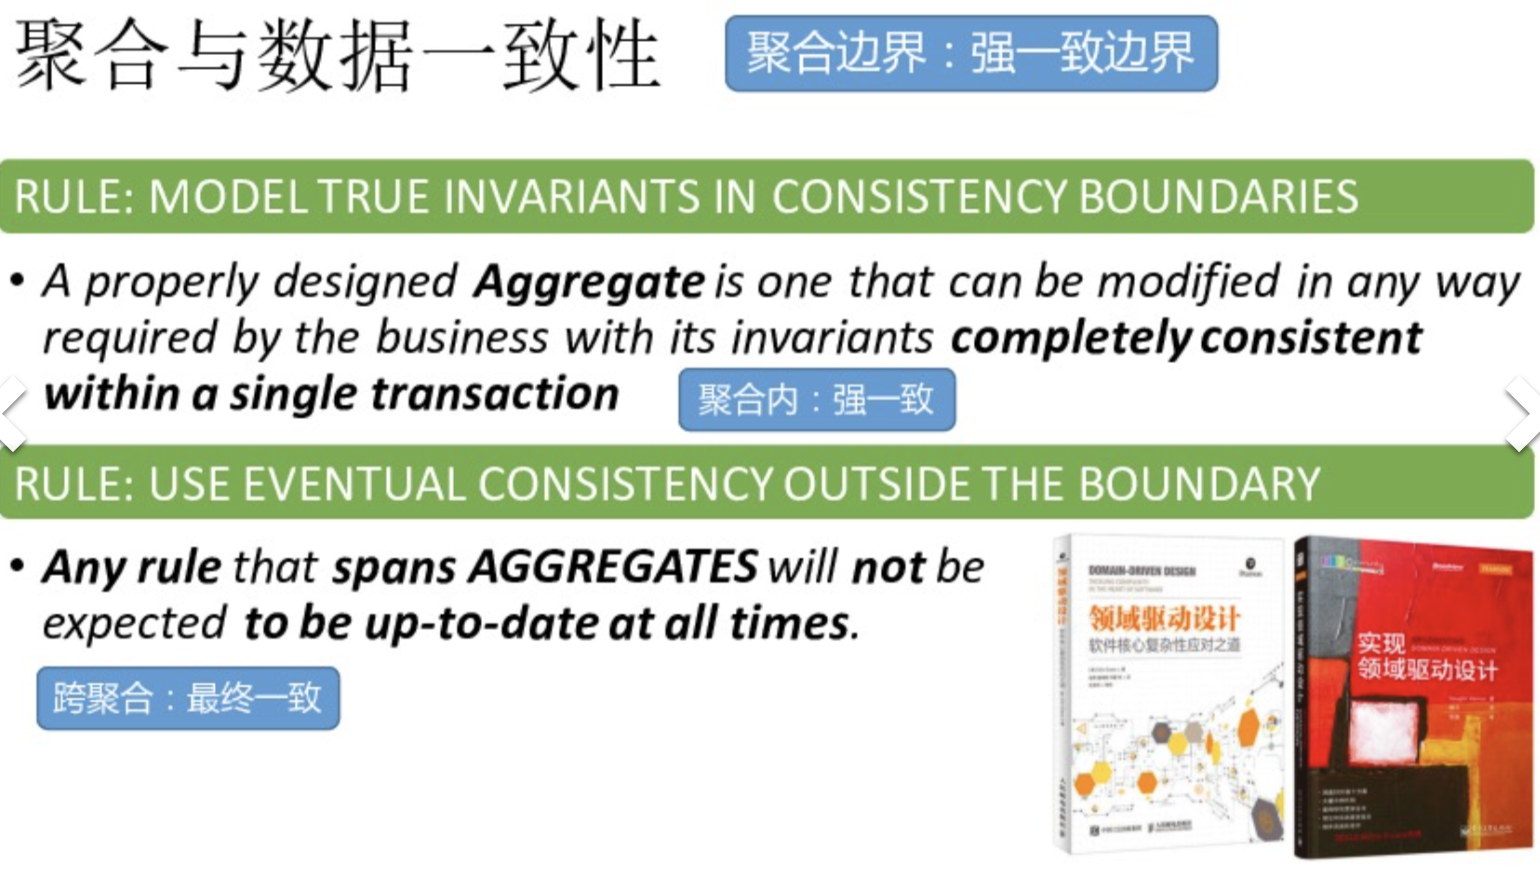 聚合与数据一致性
聚合边界：强一致边界
RULE: MODEL TRUE INVARIANTS IN CONSISTENCY BOUNDARIES
• A properly designed Aggregate is one that can be modified in any way
required by the business with its invariants completely consistent
within a single transaction
聚合内：强一致
RULE: USE EVENTUAL CONSISTENCY OUTSIDE THE BOUNDARY
• Any rule that spans AGGREGATES will not be
expected to be up-to-date at all times.
跨聚合：最终一致
DOMAIN-DRIVEN DESIGN
领域驱动设计
软件核心复杂性应对之道
实现
领域驱动设计